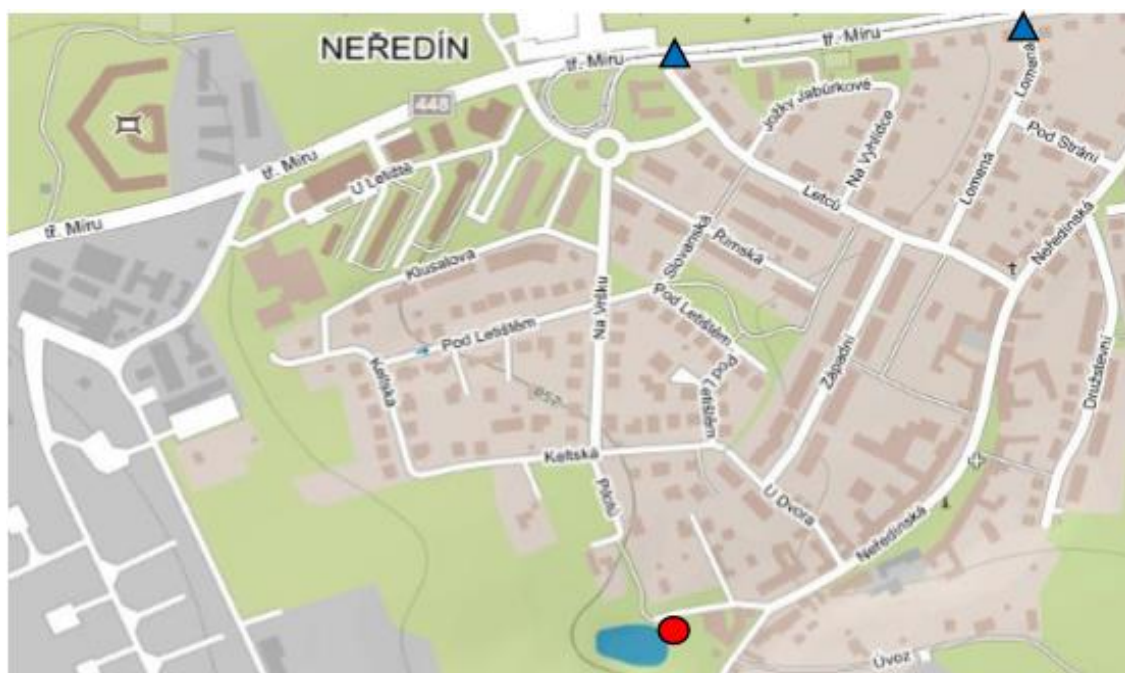 NEŘEDÍN
tř. Míru
tř. Míru
Lomená
448
Jožky Jabůrkové
tř. Míru
U Letiště
Na Vyhlídce
Pod Strání
Lomená
tř. Míru
Letců
Neředínská
Slovanská
Římská
Klusalova
Na Vršku
Pod Letištěm
Pod Letištěm
Keltská
Pod Letištěm
Západní
Družstevní
Keltská
Pilotů
U Dvora
Neředínská
Úvoz